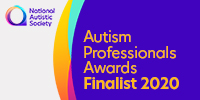 National
Autistic
Society
Autism
Professionals
Awards
Finalist 2020